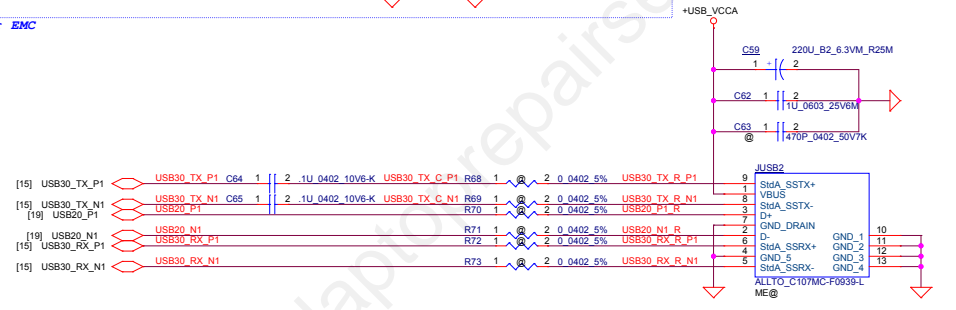 +USB_VCCA
EMC
C59 220U_B2_6.3VM_R25M
1 + 2
C62 1 2
1U_0603_25V6M
C63 1 2
@ 470P_0402_50V7K
JUSB2
[15] USB30_TX_P1 USB30_TX_P1 C64 1 2 .1U_0402_10V6-K USB30_TX_C_P1 R68 1 @ 2 0_0402_5% USB30_TX_R_P1 9 StdA_SSTX+
1 VBUS
[15] USB30_TX_N1 USB30_TX_N1 C65 1 2 .1U_0402_10V6-K USB30_TX_C_N1 R69 1 @ 2 0_0402_5% USB30_TX_R_N1 8 StdA_SSTX-
[19] USB20_P1 USB20_P1 R70 1 @ 2 0_0402_5% USB20_P1_R 3 D+
7 GND_DRAIN
[19] USB20_N1 USB20_N1 R71 1 @ 2 0_0402_5% USB20_N1_R 2 D- GND_1 10
[15] USB30_RX_P1 USB30_RX_P1 R72 1 @ 2 0_0402_5% USB30_RX_R_P1 6 StdA_SSRX+ GND_2 11
4 GND_5 GND_3 12
[15] USB30_RX_N1 USB30_RX_N1 R73 1 @ 2 0_0402_5% USB30_RX_R_N1 5 StdA_SSRX- GND_4 13
ALLTO_C107MC-F0939-L
ME@
laptoprepairs